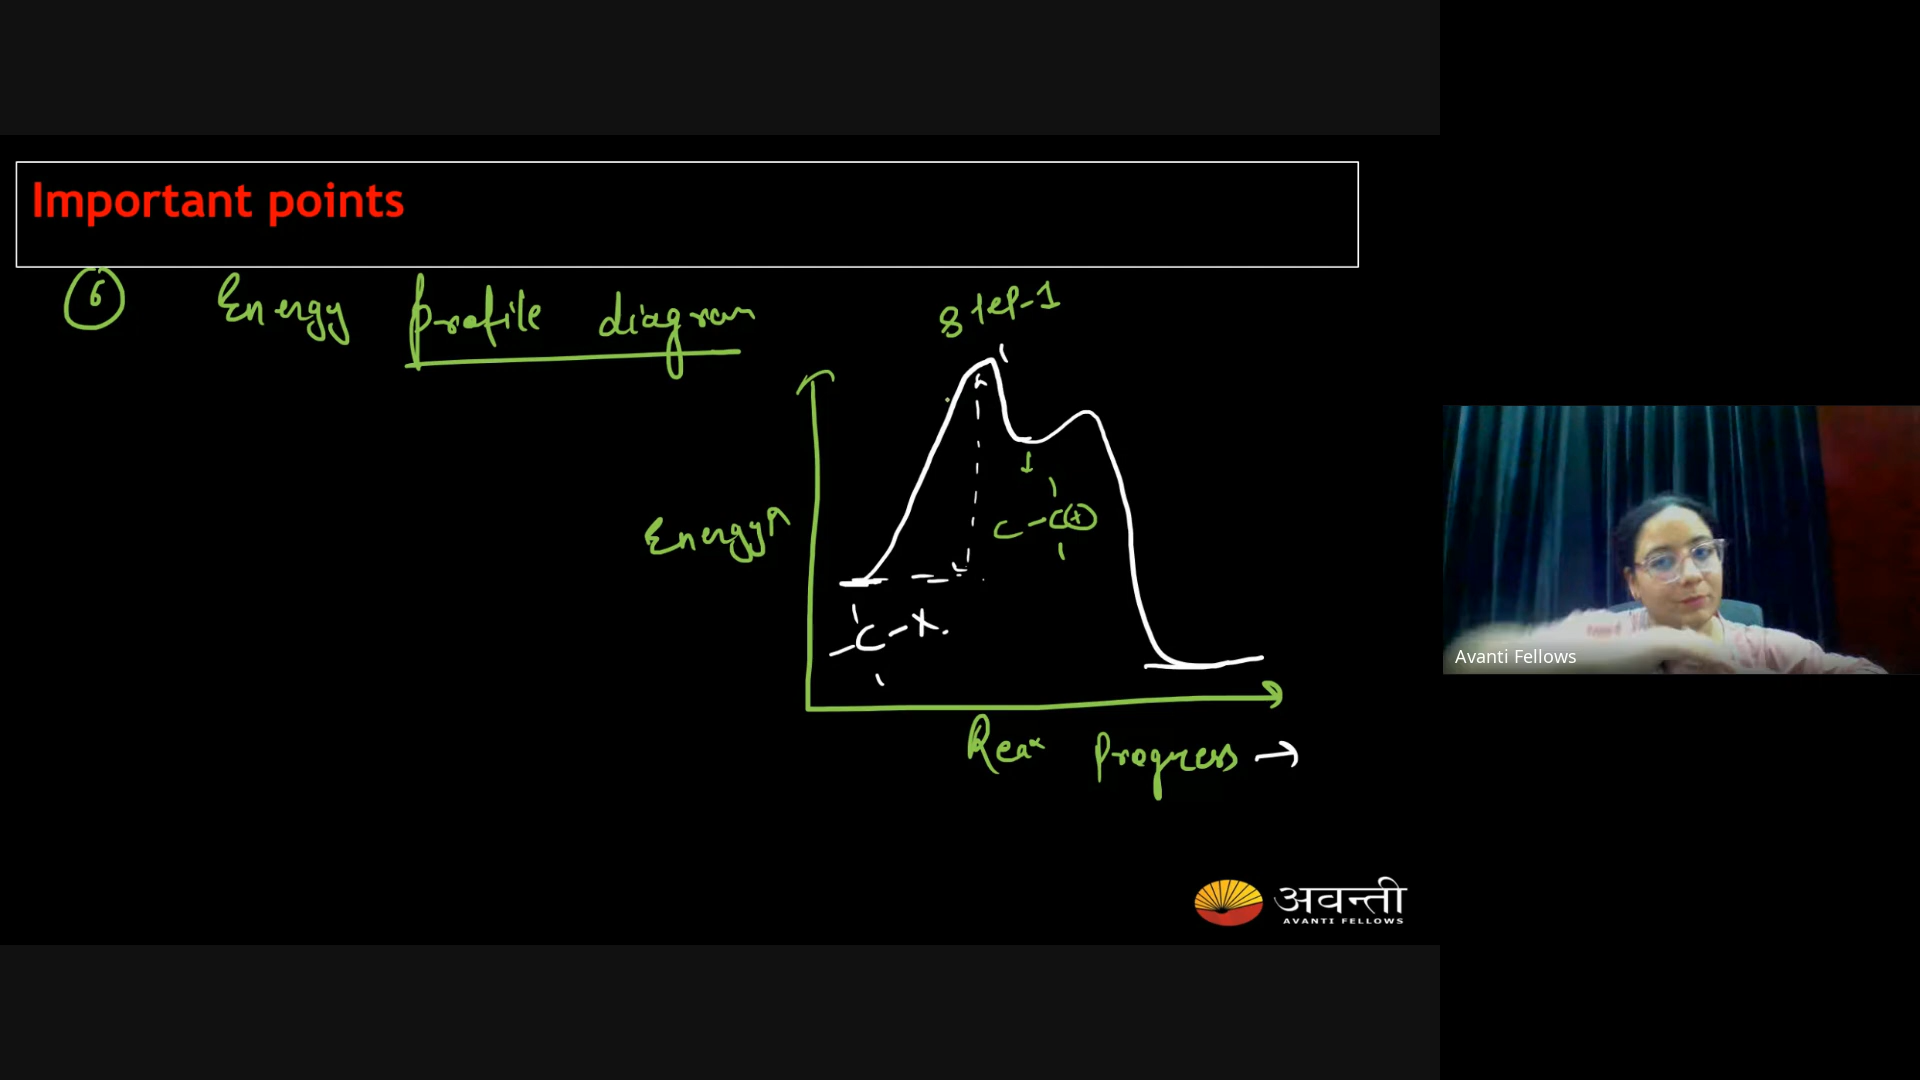 Important points
6 Energy profile diagram
Step-1
C-C+
Energy↑
-C-X.
Reaxn Progress →
Avanti Fellows
अवन्ती
AVANTI FELLOWS